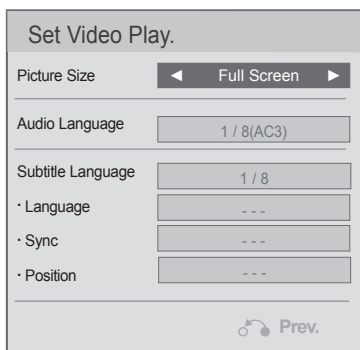 Set Video Play.
Picture Size ◄ Full Screen ►
Audio Language 1 / 8(AC3)
Subtitle Language 1 / 8
· Language - - -
· Sync - - -
· Position - - -
Prev.